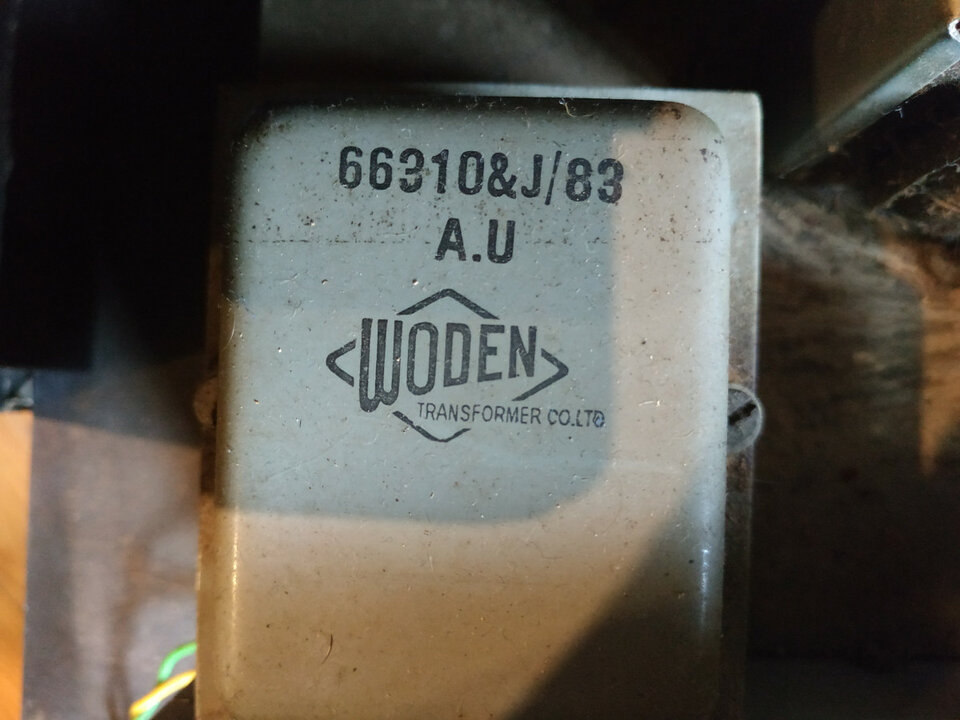 66310&J/83
A.U
WODEN
TRANSFORMER CO.LTD